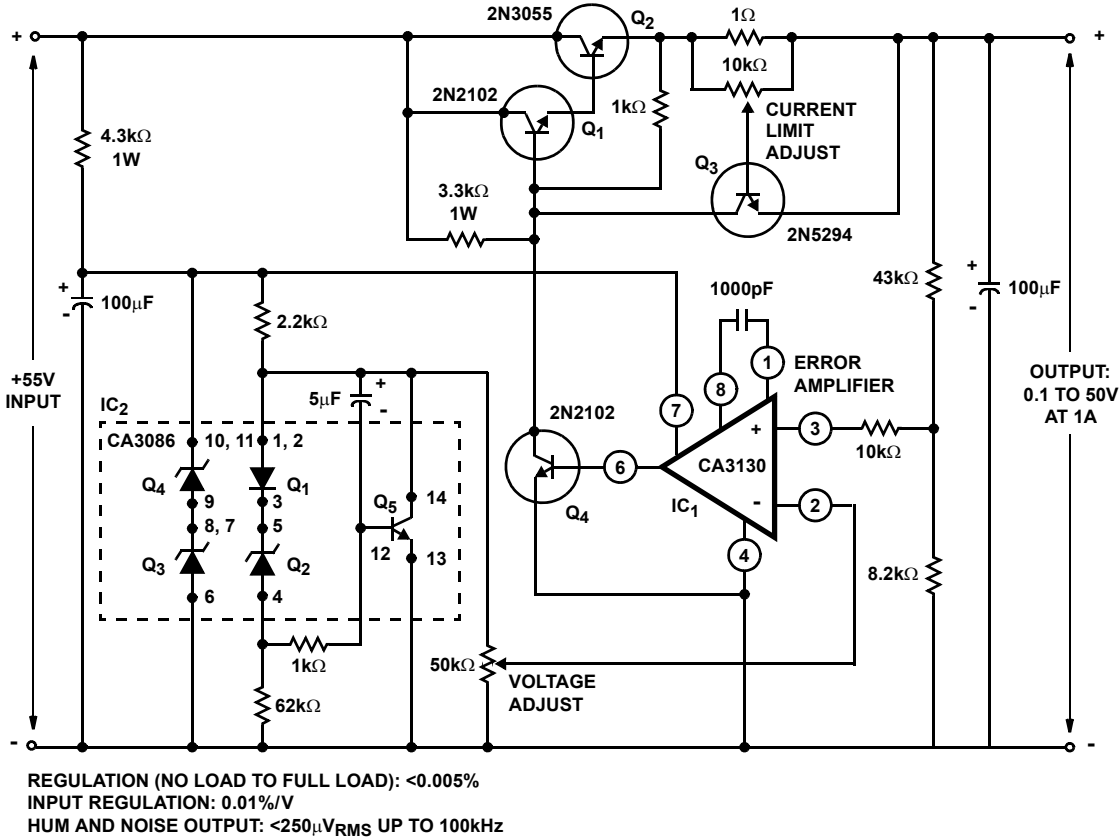 2N3055
Q2
1Ω
+
+
10kΩ
2N2102
1kΩ
CURRENT
LIMIT
ADJUST
Q1
4.3kΩ
1W
Q3
3.3kΩ
1W
2N5294
+
100μF
-
1000pF
43kΩ
+
100μF
-
2.2kΩ
1
ERROR
AMPLIFIER
8
+55V
INPUT
5μF
+
-
OUTPUT:
0.1 TO 50V
AT 1A
IC2
7
2N2102
CA3086
10, 11
1, 2
+
3
6
CA3130
10kΩ
Q4
Q1
Q5
14
9
3
IC1
-
2
8, 7
5
Q4
12
13
4
Q3
Q2
8.2kΩ
6
4
1kΩ
50kΩ
VOLTAGE
ADJUST
62kΩ
-
-
REGULATION (NO LOAD TO FULL LOAD): <0.005%
INPUT REGULATION: 0.01%/V
HUM AND NOISE OUTPUT: <250μVRMS UP TO 100kHz